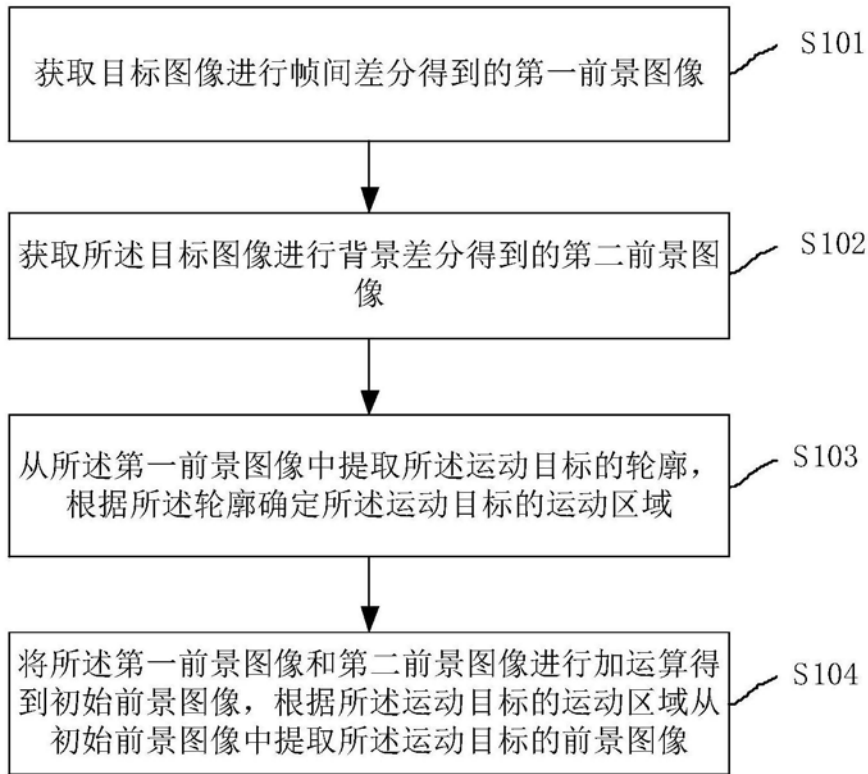 获取目标图像进行帧间差分得到的第一前景图像
S101
获取所述目标图像进行背景差分得到的第二前景图
像
S102
从所述第一前景图像中提取所述运动目标的轮廓，
根据所述轮廓确定所述运动目标的运动区域
S103
将所述第一前景图像和第二前景图像进行加运算得
到初始前景图像，根据所述运动目标的运动区域从
初始前景图像中提取所述运动目标的前景图像
S104